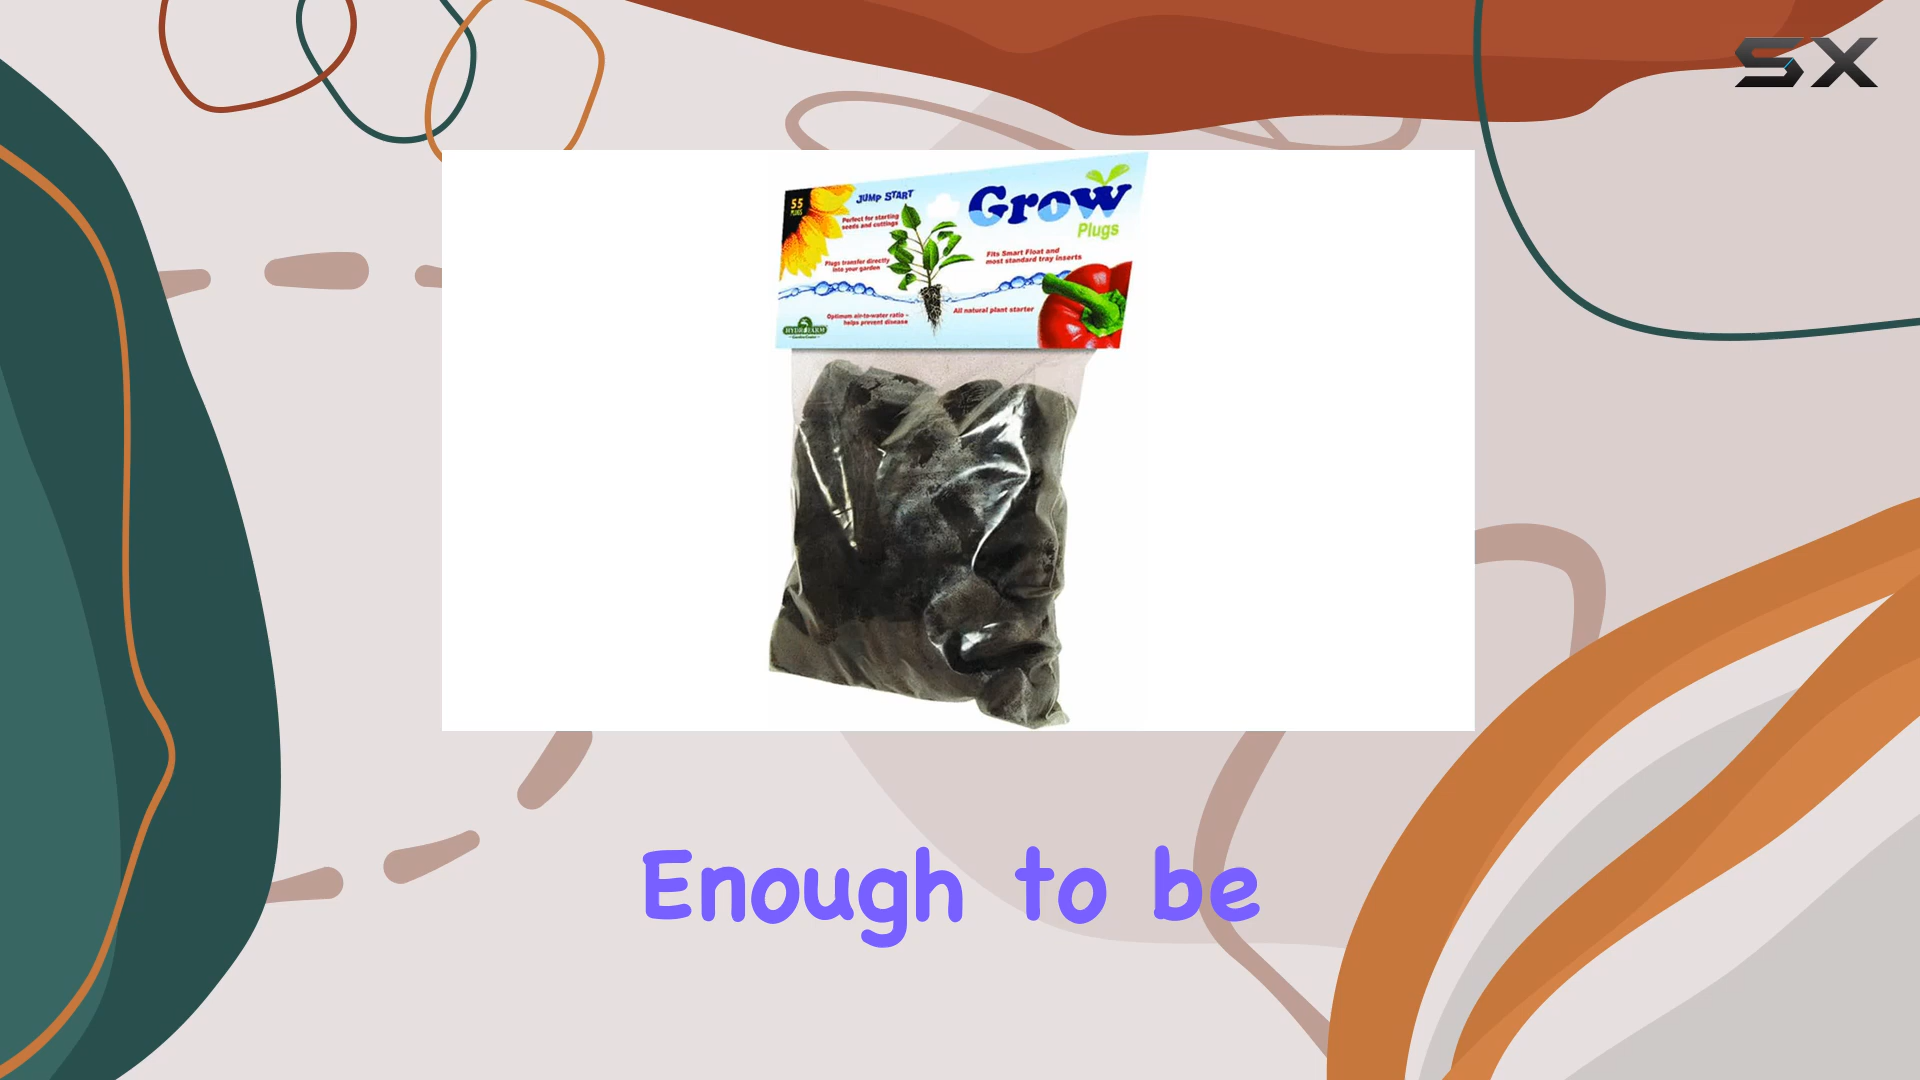 SX
55
PLUGS
JUMP START
Grow
Plugs
Perfect for starting
seeds and cuttings
Plugs transfer directly
into your garden
Fits Smart Float and
most standard tray inserts
Optimum air-to-water ratio –
helps prevent disease
All natural plant starter
HYDROFARM
Enough to be